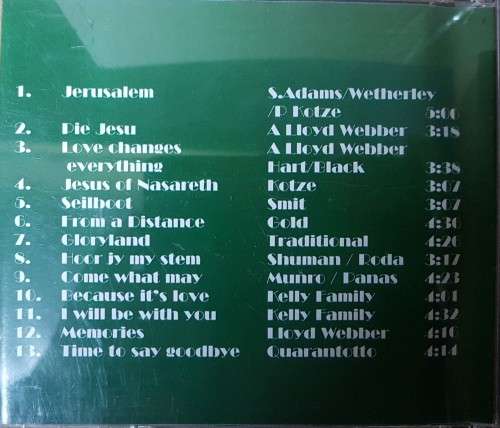 1. Jerusalem S.Adams/Wetherley
/P Kotze 5:00
2. Pie Jesu A Lloyd Webber 3:18
3. Love changes A Lloyd Webber
everything Hart/Black 3:38
4. Jesus of Nasareth Kotze 3:07
5. Seilboot Smit 3:07
6. From a Distance Gold 4:36
7. Gloryland Traditional 4:26
8. Hoor jy my stem Shuman / Roda 3:17
9. Come what may Munro / Panas 4:23
10. Because it's love Kelly Family 4:01
11. I will be with you Kelly Family 4:32
12. Memories Lloyd Webber 4:16
13. Time to say goodbye Quarantotto 4:14